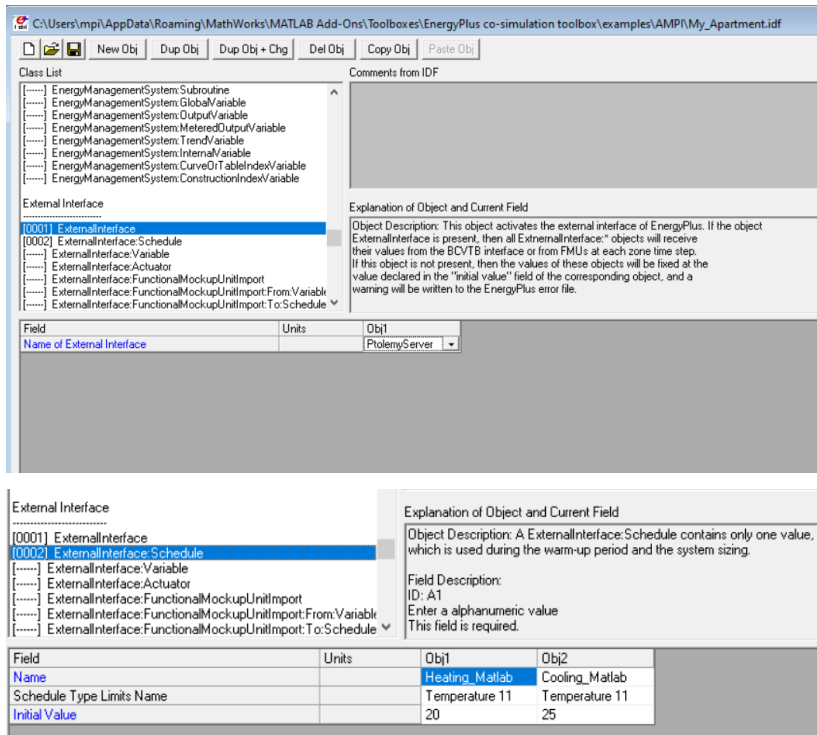 C:\Users\mpi\AppData\Roaming\MathWorks\MATLAB Add-Ons\Toolboxes\EnergyPlus co-simulation toolbox\examples\AMPI\My_Apartment.idf
New Obj Dup Obj Dup Obj + Chg Del Obj Copy Obj Paste Obj
Class List
Comments from IDF
[------] EnergyManagementSystem:Subroutine
[------] EnergyManagementSystem:GlobalVariable
[------] EnergyManagementSystem:OutputVariable
[------] EnergyManagementSystem:MeteredOutputVariable
[------] EnergyManagementSystem:TrendVariable
[------] EnergyManagementSystem:InternalVariable
[------] EnergyManagementSystem:CurveOrTableIndexVariable
[------] EnergyManagementSystem:ConstructionIndexVariable
External Interface
--------------------------
[0001] ExternalInterface
[0002] ExternalInterface:Schedule
[------] ExternalInterface:Variable
[------] ExternalInterface:Actuator
[------] ExternalInterface:FunctionalMockupUnitImport
[------] ExternalInterface:FunctionalMockupUnitImport:From:Variable
[------] ExternalInterface:FunctionalMockupUnitImport:To:Schedule
Explanation of Object and Current Field
Object Description: This object activates the external interface of EnergyPlus. If the object
ExternalInterface is present, then all ExtnernalInterface:* objects will receive
their values from the BCVTB interface or from FMUs at each zone time step.
If this object is not present, then the values of these objects will be fixed at the
value declared in the "initial value" field of the corresponding object, and a
warning will be written to the EnergyPlus error file.
Field Units Obj1
Name of External Interface PtolemyServer
External Interface
--------------------------
[0001] ExternalInterface
[0002] ExternalInterface:Schedule
[------] ExternalInterface:Variable
[------] ExternalInterface:Actuator
[------] ExternalInterface:FunctionalMockupUnitImport
[------] ExternalInterface:FunctionalMockupUnitImport:From:Variable
[------] ExternalInterface:FunctionalMockupUnitImport:To:Schedule
Explanation of Object and Current Field
Object Description: A ExternalInterface:Schedule contains only one value,
which is used during the warm-up period and the system sizing.
Field Description:
ID: A1
Enter a alphanumeric value
This field is required.
Field Units Obj1 Obj2
Name Heating_Matlab Cooling_Matlab
Schedule Type Limits Name Temperature 11 Temperature 11
Initial Value 20 25